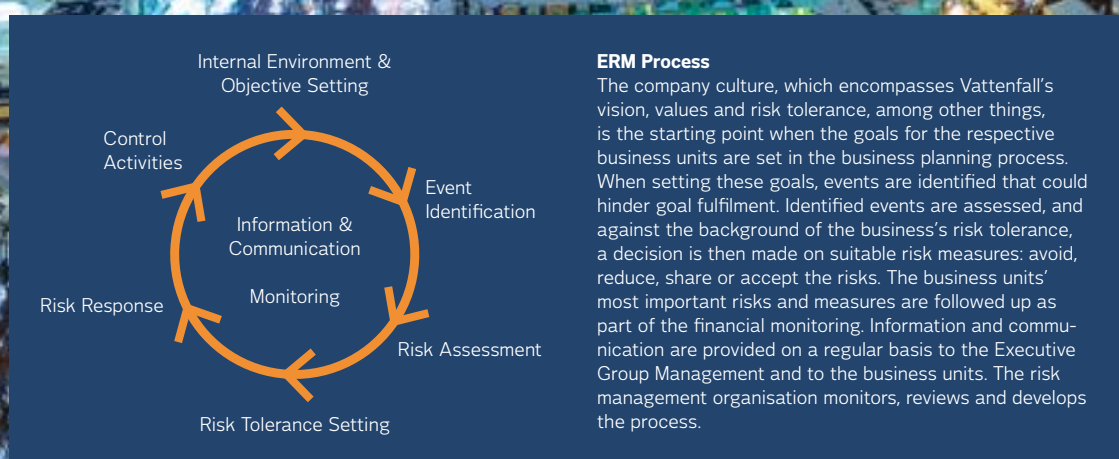 Internal Environment &
Objective Setting
Control
Activities
Event
Identification
Information &
Communication
Monitoring
Risk Response
Risk Assessment
Risk Tolerance Setting
ERM Process
The company culture, which encompasses Vattenfall's
vision, values and risk tolerance, among other things,
is the starting point when the goals for the respective
business units are set in the business planning process.
When setting these goals, events are identified that could
hinder goal fulfilment. Identified events are assessed, and
against the background of the business's risk tolerance,
a decision is then made on suitable risk measures: avoid,
reduce, share or accept the risks. The business units'
most important risks and measures are followed up as
part of the financial monitoring. Information and commu-
nication are provided on a regular basis to the Executive
Group Management and to the business units. The risk
management organisation monitors, reviews and develops
the process.